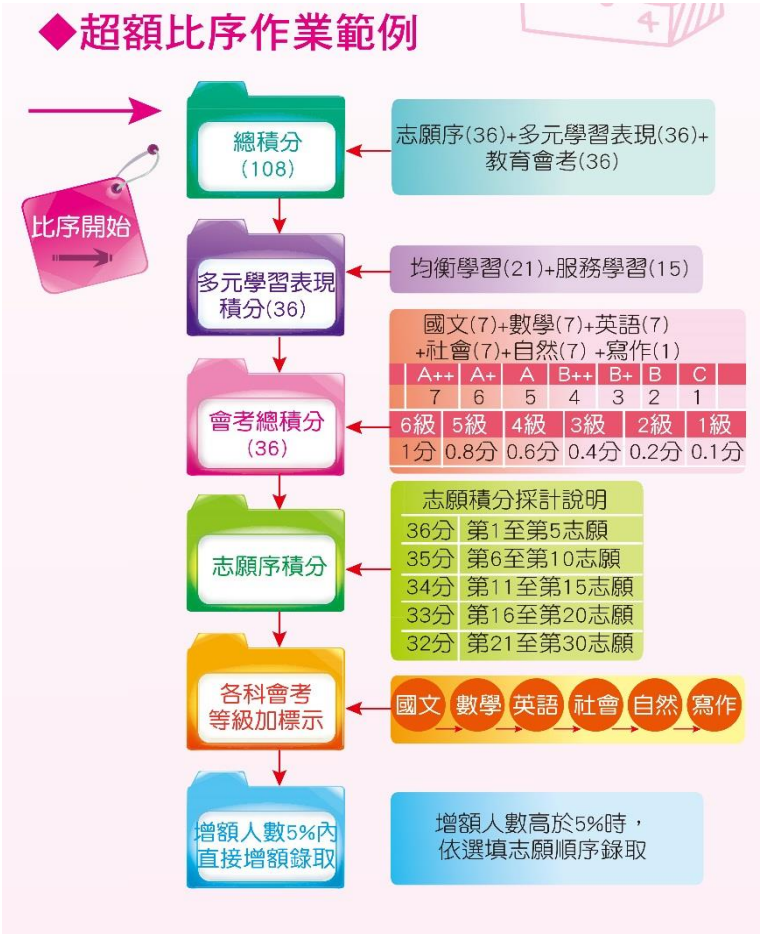 ◆超額比序作業範例
4
比序開始
總積分
(108)
志願序(36)+多元學習表現(36)+
教育會考(36)
多元學習表現
積分(36)
均衡學習(21)+服務學習(15)
會考總積分
(36)
國文(7)+數學(7)+英語(7)
+社會(7)+自然(7) +寫作(1)
A++ A+ A B++ B+ B C
7 6 5 4 3 2 1
6級 5級 4級 3級 2級 1級
1分 0.8分 0.6分 0.4分 0.2分 0.1分
志願序積分
志願積分採計說明
36分 第1至第5志願
35分 第6至第10志願
34分 第11至第15志願
33分 第16至第20志願
32分 第21至第30志願
各科會考
等級加標示
國文 數學 英語 社會 自然 寫作
增額人數5%內
直接增額錄取
增額人數高於5%時，
依選填志願順序錄取